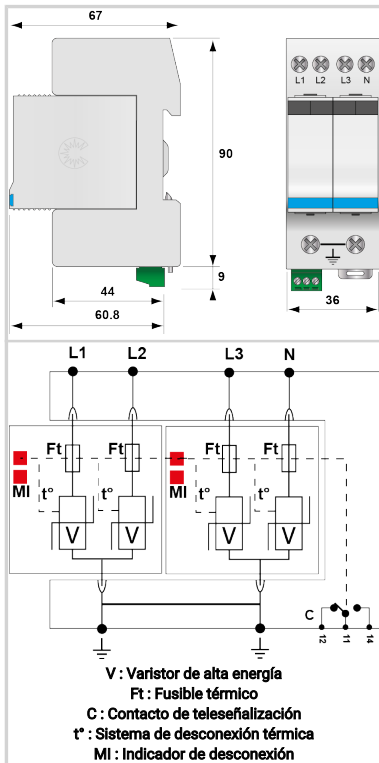 67
L1 L2 L3 N
90
9
44
60.8
36
L1 L2 L3 N
Ft Ft Ft Ft
MI t° t° MI t° t°
V V V V
C
12 11 14
V : Varistor de alta energía
Ft : Fusible térmico
C : Contacto de teleseñalización
t° : Sistema de desconexión térmica
MI : Indicador de desconexión